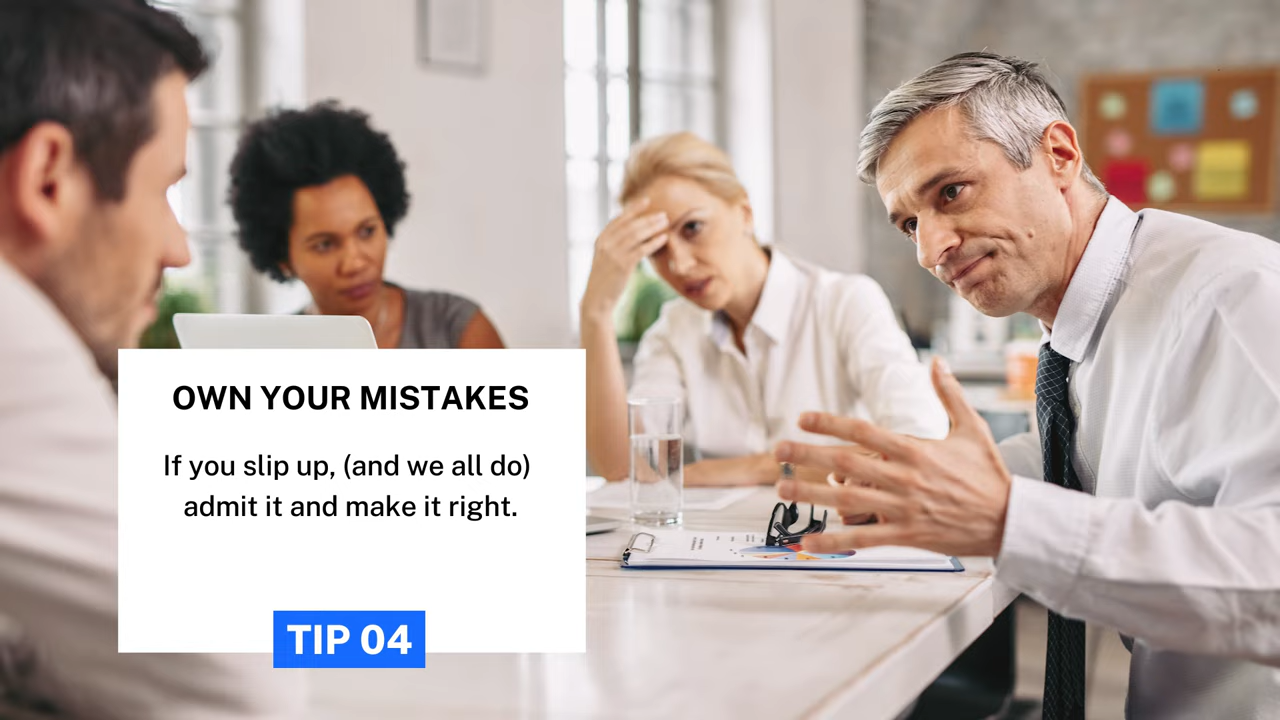 OWN YOUR MISTAKES
If you slip up, (and we all do)
admit it and make it right.
TIP 04